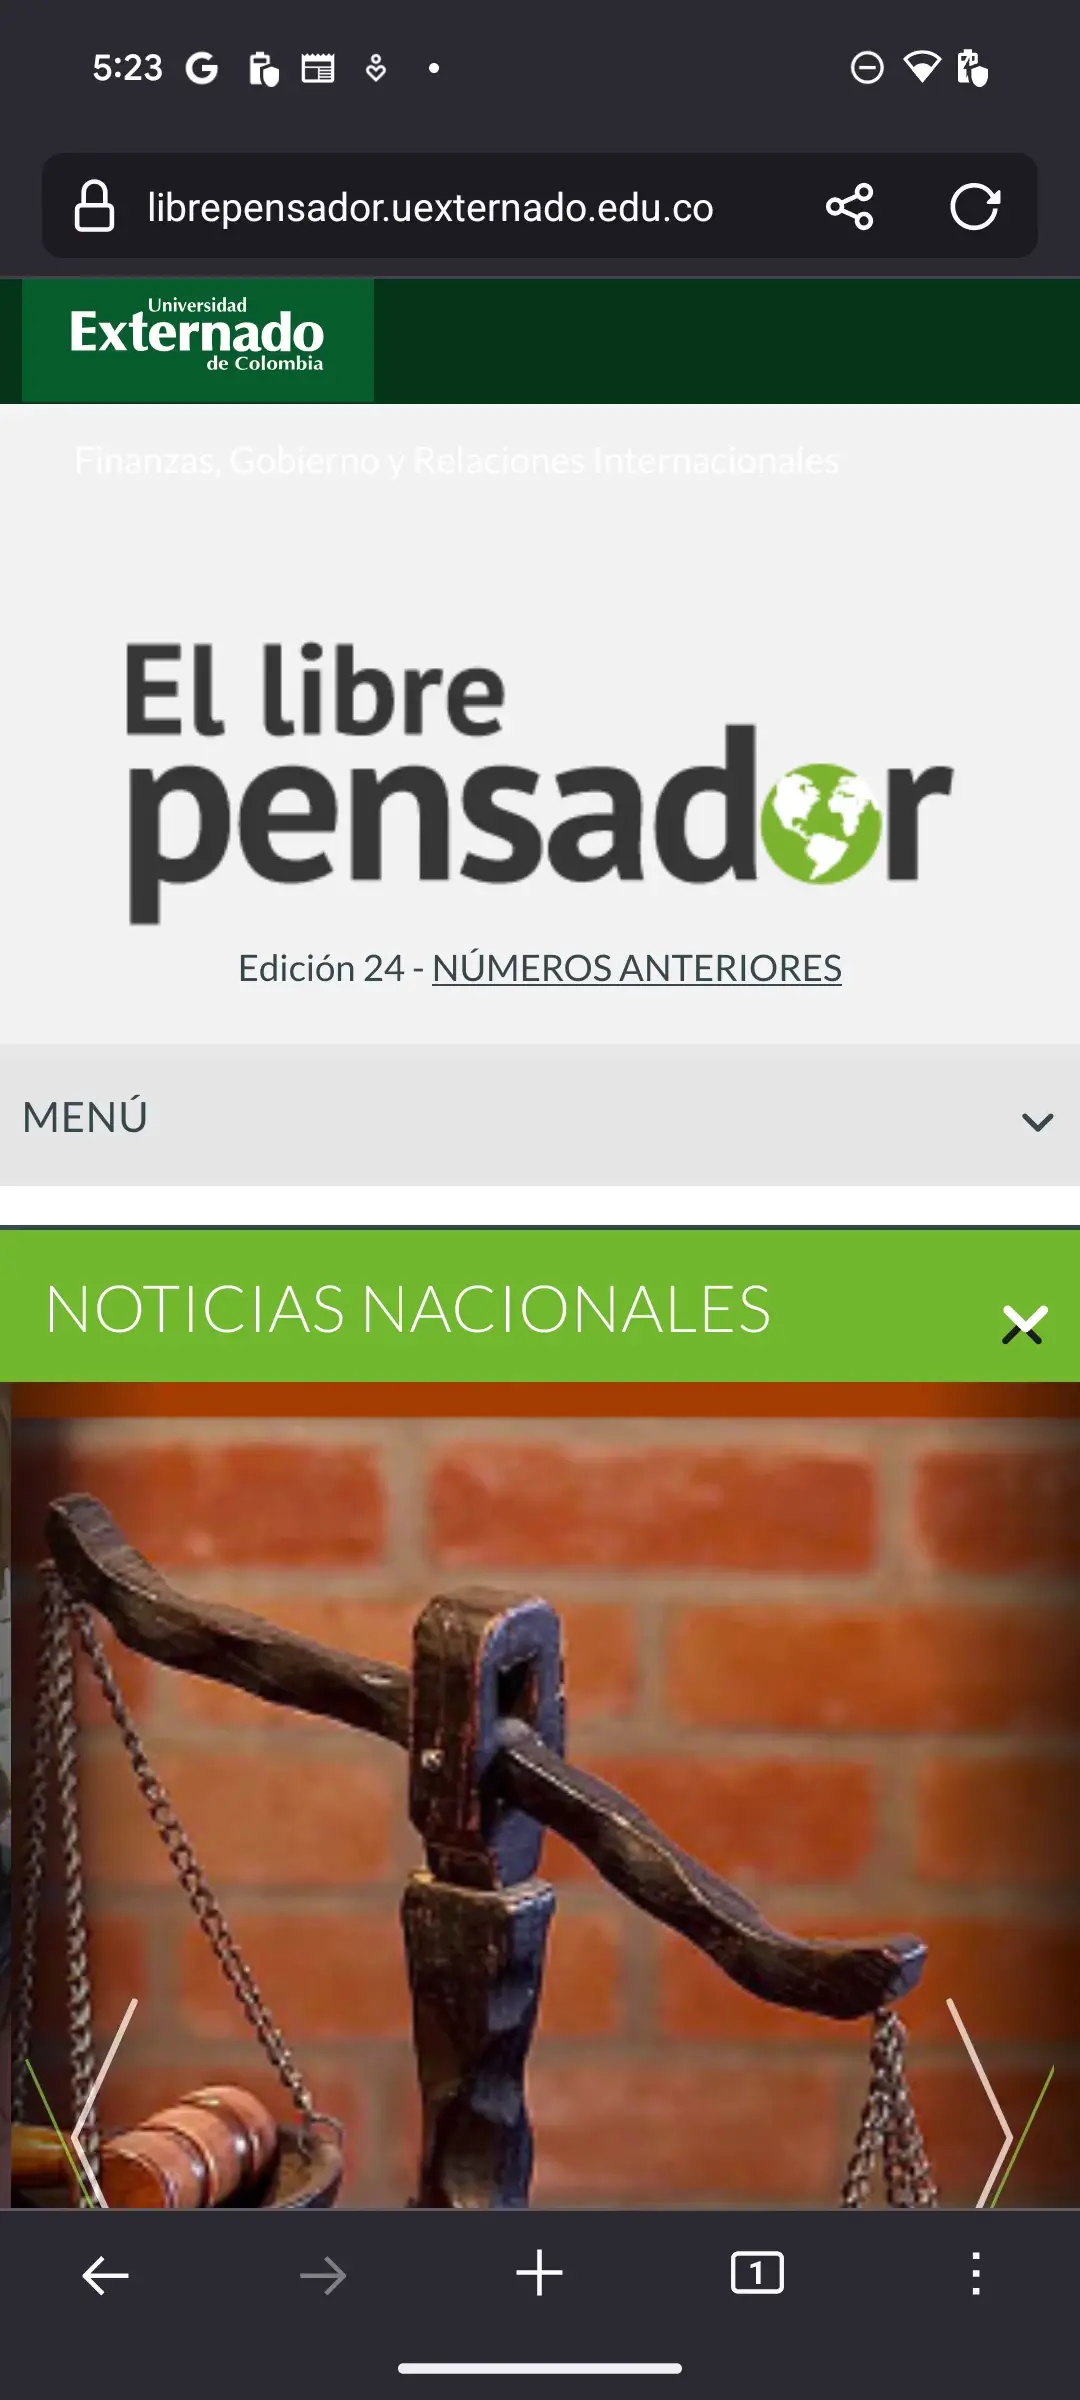 5:23
librepensador.uexternado.edu.co
Universidad
Externado
de Colombia
Finanzas, Gobierno y Relaciones Internacionales
El libre
pensador
Edición 24 - NÚMEROS ANTERIORES
MENÚ
NOTICIAS NACIONALES
1